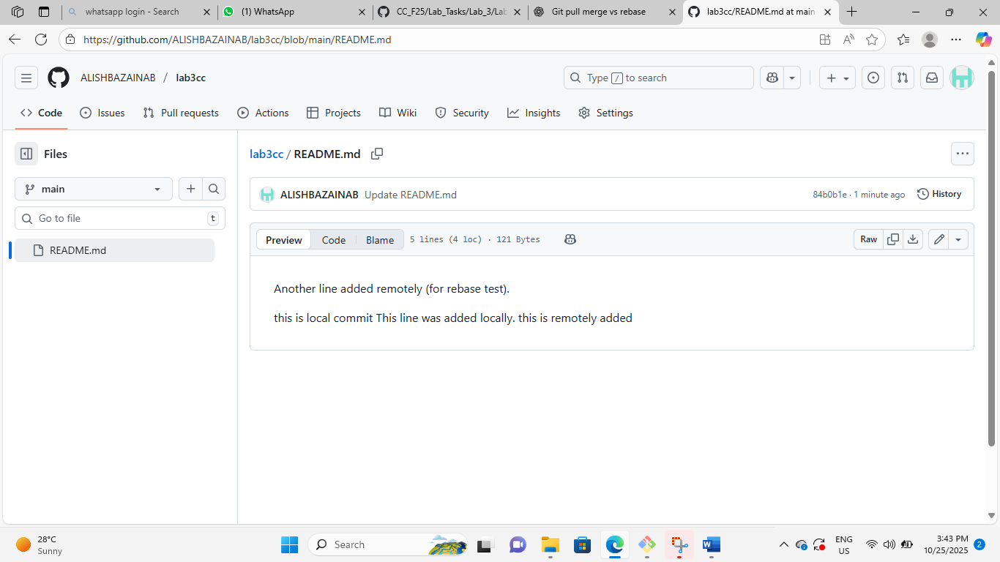 whatsapp login - Search
(1) WhatsApp
CC_F25/Lab_Tasks/Lab_3/Lab
Git pull merge vs rebase
lab3cc/README.md at main
https://github.com/ALISHBAZAINAB/lab3cc/blob/main/README.md
ALISHBAZAINAB / lab3cc
Type / to search
Code
Issues
Pull requests
Actions
Projects
Wiki
Security
Insights
Settings
Files
lab3cc / README.md
main
ALISHBAZAINAB Update README.md
84b0b1e · 1 minute ago
History
Go to file
t
Preview
Code
Blame
5 lines (4 loc) · 121 Bytes
Raw
README.md
Another line added remotely (for rebase test).
this is local commit This line was added locally. this is remotely added
28°C
Sunny
Search
ENG
US
3:43 PM
10/25/2025
2